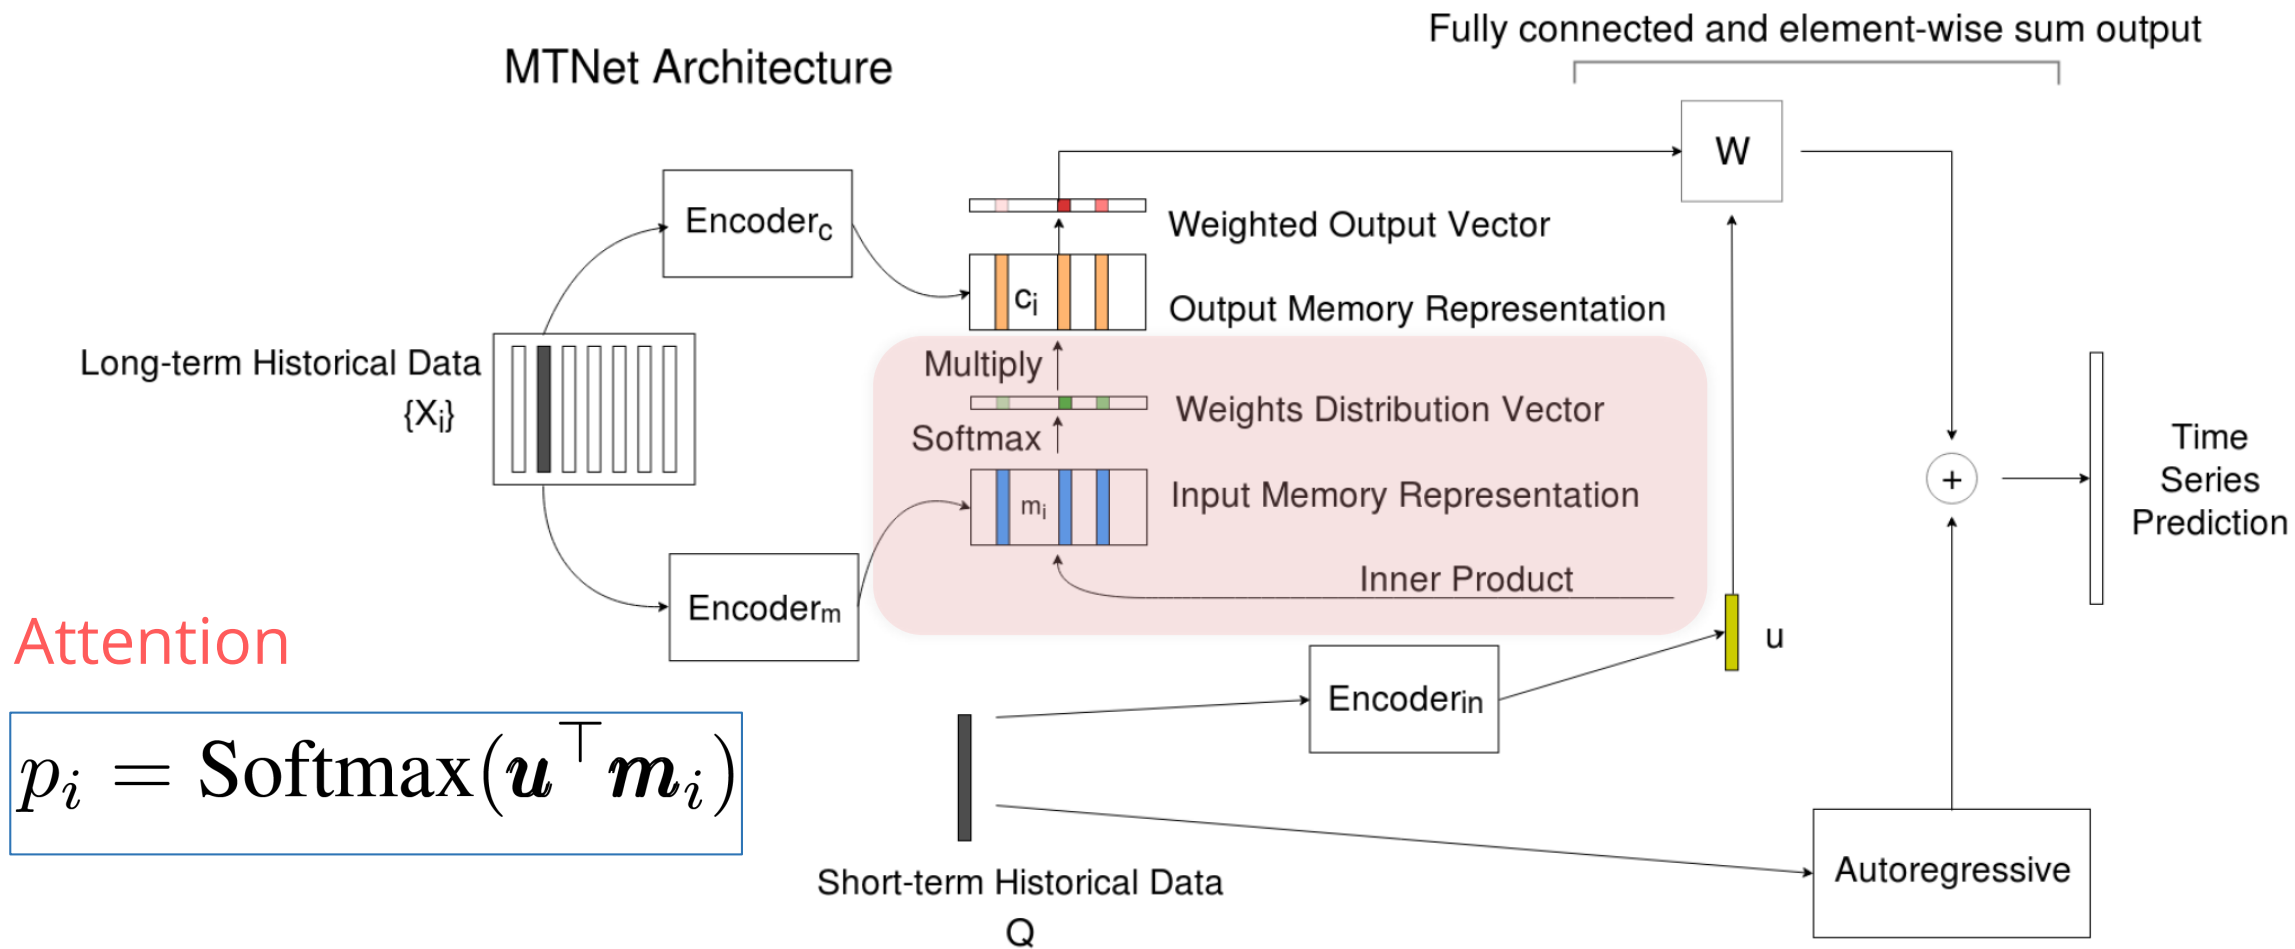 Fully connected and element-wise sum output
MTNet Architecture
W
Encoderc
Weighted Output Vector
ci
Output Memory Representation
Long-term Historical Data
{Xi}
Multiply
Weights Distribution Vector
Softmax
mi
Input Memory Representation
Inner Product
+
Time
Series
Prediction
Encoderm
u
Attention
Encoderin
pi = Softmax(u⊤mi)
Short-term Historical Data
Q
Autoregressive